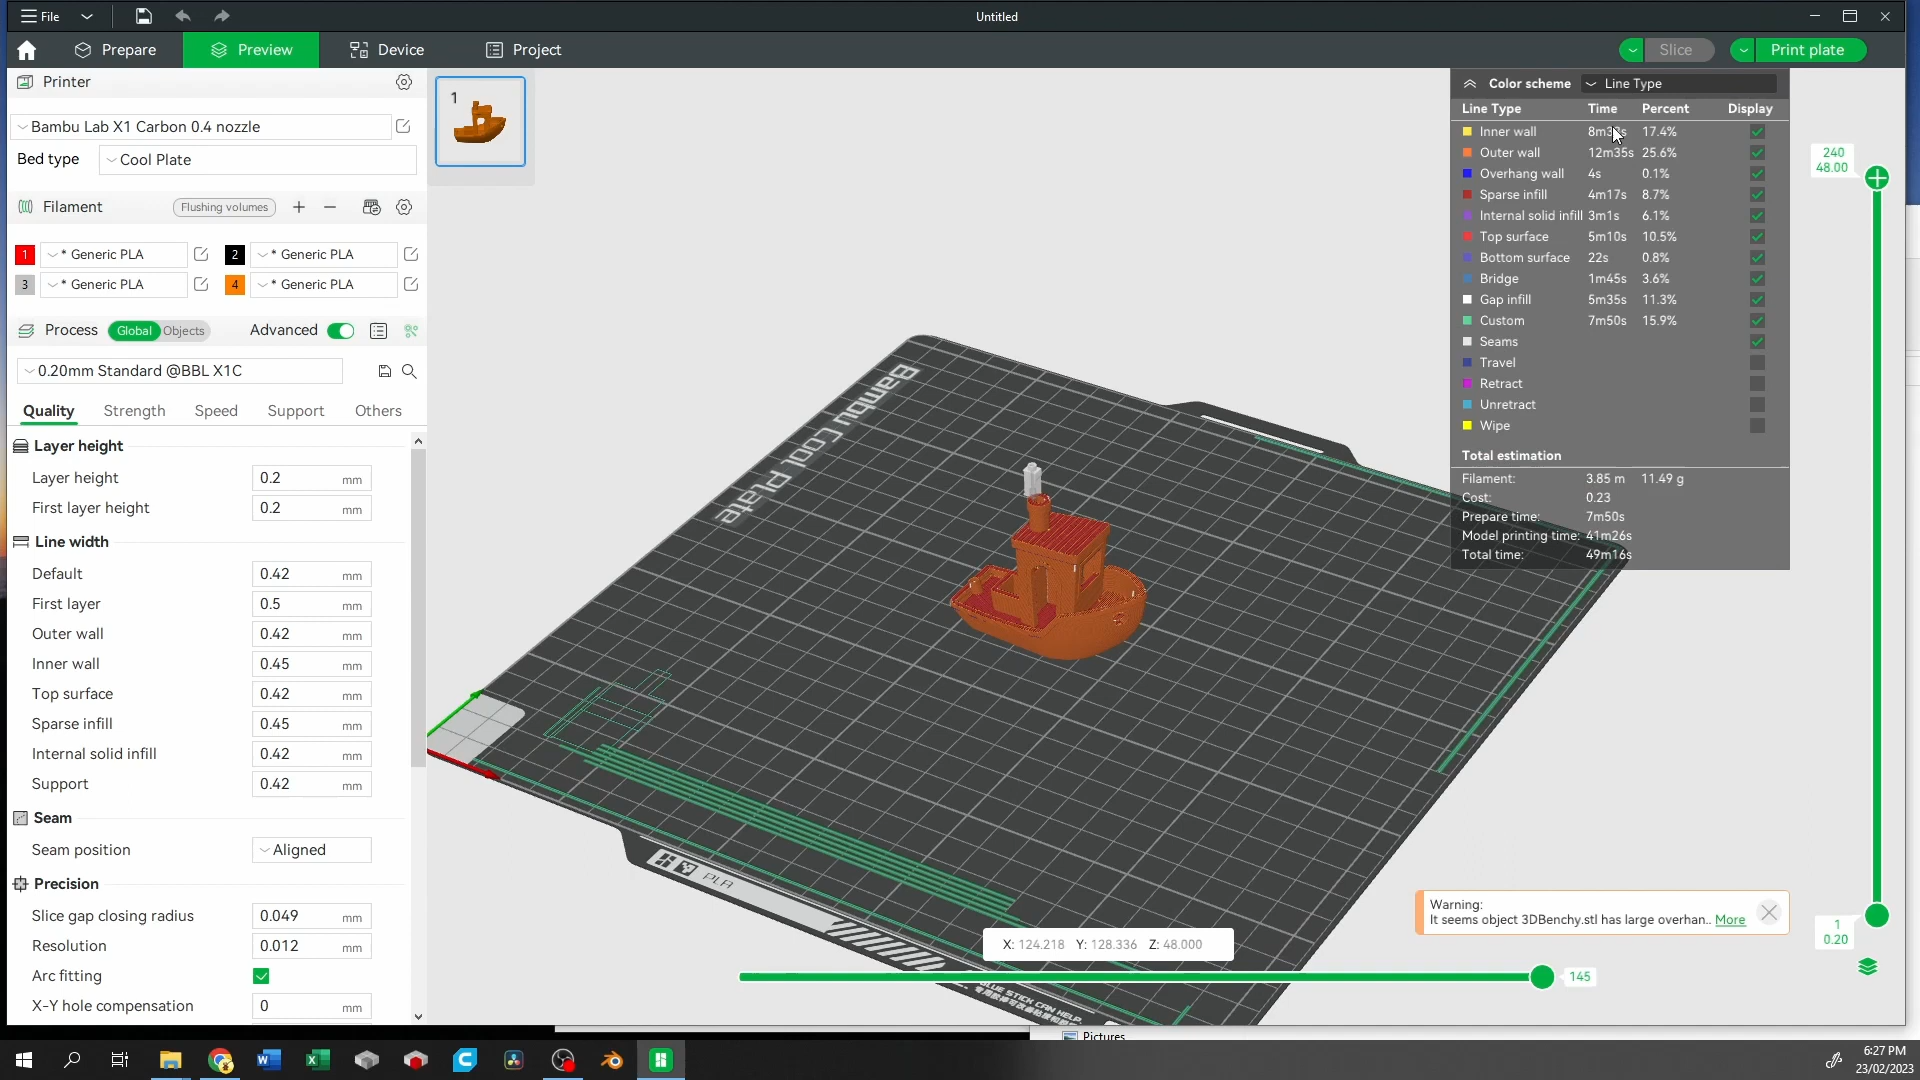 File
Untitled
Prepare
Preview
Device
Project
Slice
Print plate
Printer
Bambu Lab X1 Carbon 0.4 nozzle
Bed type
Cool Plate
Filament
Flushing volumes
1 * Generic PLA
2 * Generic PLA
3 * Generic PLA
4 * Generic PLA
Process
Global Objects
Advanced
0.20mm Standard @BBL X1C
Quality Strength Speed Support Others
Layer height
Layer height 0.2 mm
First layer height 0.2 mm
Line width
Default 0.42 mm
First layer 0.5 mm
Outer wall 0.42 mm
Inner wall 0.45 mm
Top surface 0.42 mm
Sparse infill 0.45 mm
Internal solid infill 0.42 mm
Support 0.42 mm
Seam
Seam position Aligned
Precision
Slice gap closing radius 0.049 mm
Resolution 0.012 mm
Arc fitting
X-Y hole compensation 0 mm
1
Bambu Cool Plate
PLA
GLUE STICK CAN HELP.
X: 124.218 Y: 128.336 Z: 48.000
145
Color scheme Line Type
Line Type Time Percent Display
Inner wall 17.4%
Outer wall 12m35s 25.6%
Overhang wall 4s 0.1%
Sparse infill 4m17s 8.7%
Internal solid infill 3m1s 6.1%
Top surface 5m10s 10.5%
Bottom surface 22s 0.8%
Bridge 1m45s 3.6%
Gap infill 5m35s 11.3%
Custom 7m50s 15.9%
Seams
Travel
Retract
Unretract
Wipe
Total estimation
Filament: 3.85 m 11.49 g
Cost: 0.23
Prepare time: 7m50s
Model printing time: 41m26s
Total time: 49m16s
240
48.00
1
0.20
Warning:
It seems object 3DBenchy.stl has large overhan.. More
Pictures
6:27 PM
23/02/2023